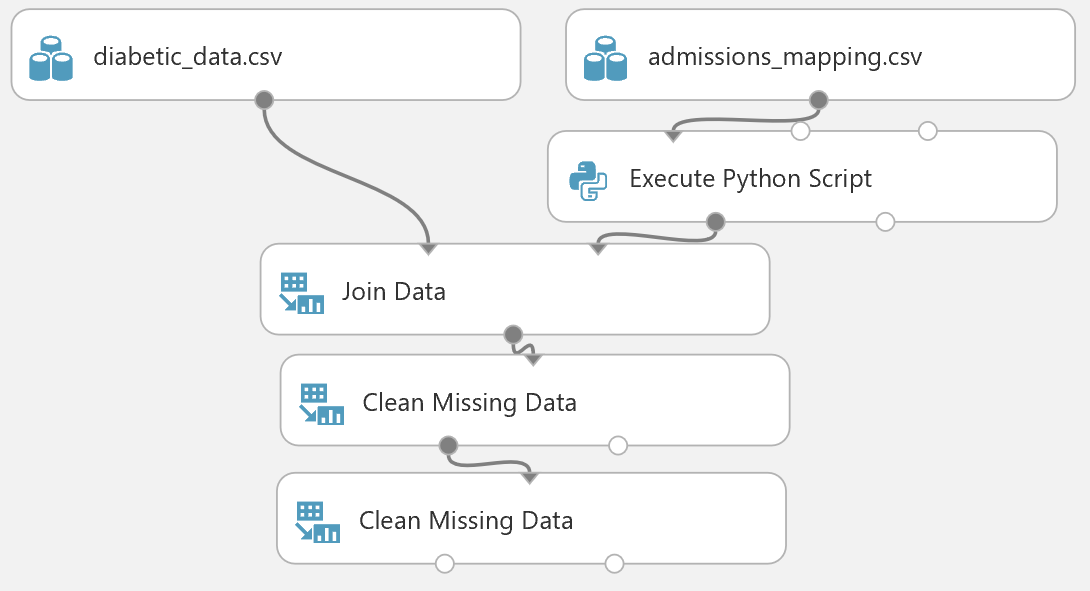 diabetic_data.csv
admissions_mapping.csv
Execute Python Script
Join Data
Clean Missing Data
Clean Missing Data